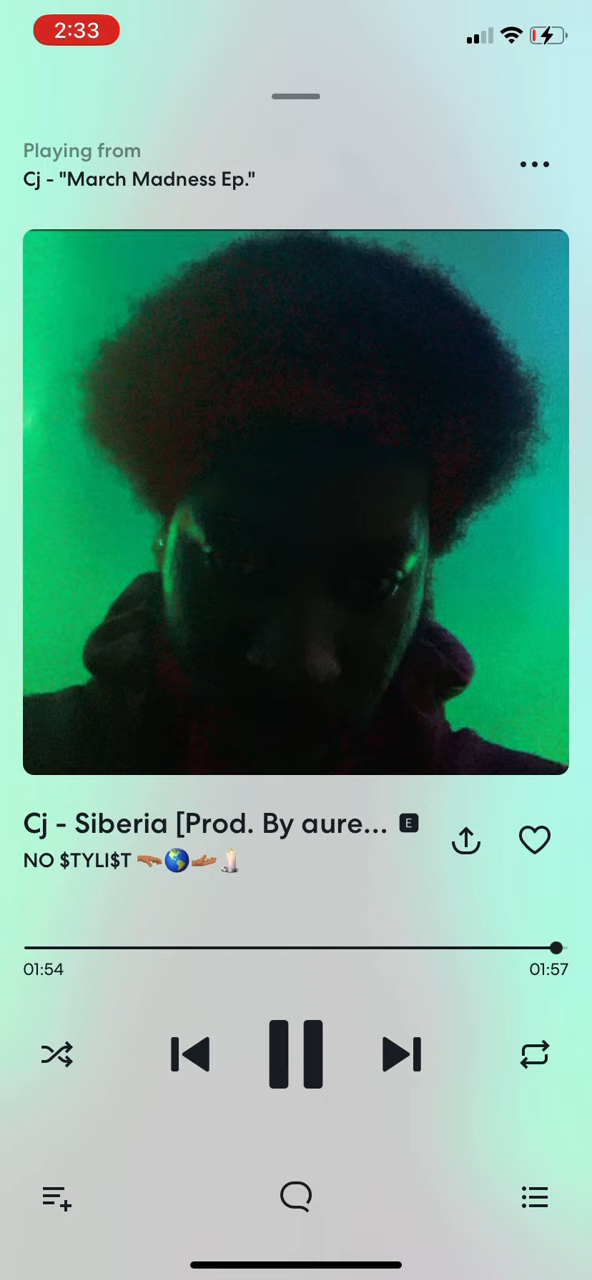 2:33
Playing from
Cj - "March Madness Ep."
Cj - Siberia [Prod. By aure... E
NO $TYLI$T 🫱🏽🌎🫴🏽🕯️
01:54
01:57